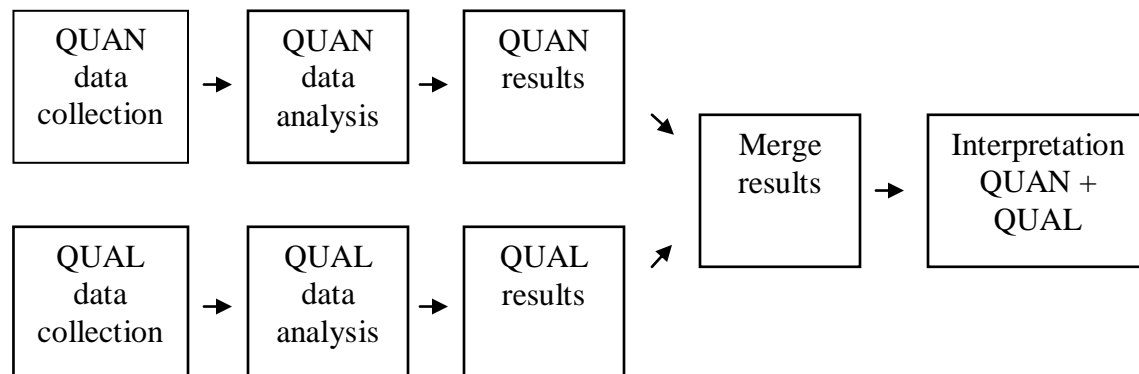 QUAN
data
collection
QUAN
data
analysis
QUAN
results
QUAL
data
collection
QUAL
data
analysis
QUAL
results
Merge
results
Interpretation
QUAN +
QUAL